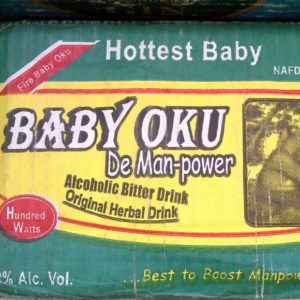 Hottest Baby
Fire Baby Oku
NAFD
BABY OKU
De Man-power
Alcoholic Bitter Drink
Original Herbal Drink
Hundred
Watts
% Alc. Vol.
...Best to Boost Manpow